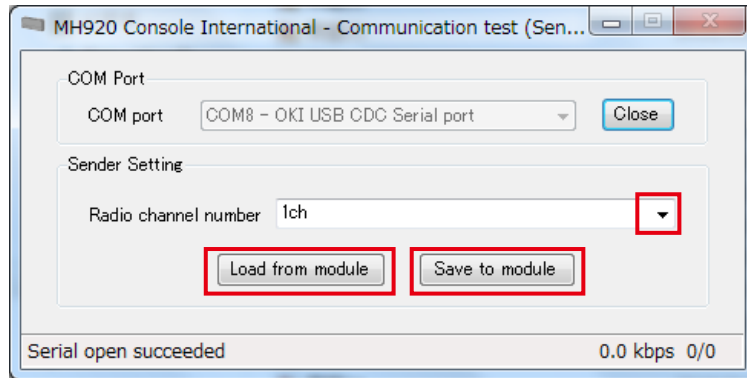 MH920 Console International - Communication test (Sen...
COM Port
COM port COM8 - OKI USB CDC Serial port Close
Sender Setting
Radio channel number 1ch
Load from module Save to module
Serial open succeeded 0.0 kbps 0/0